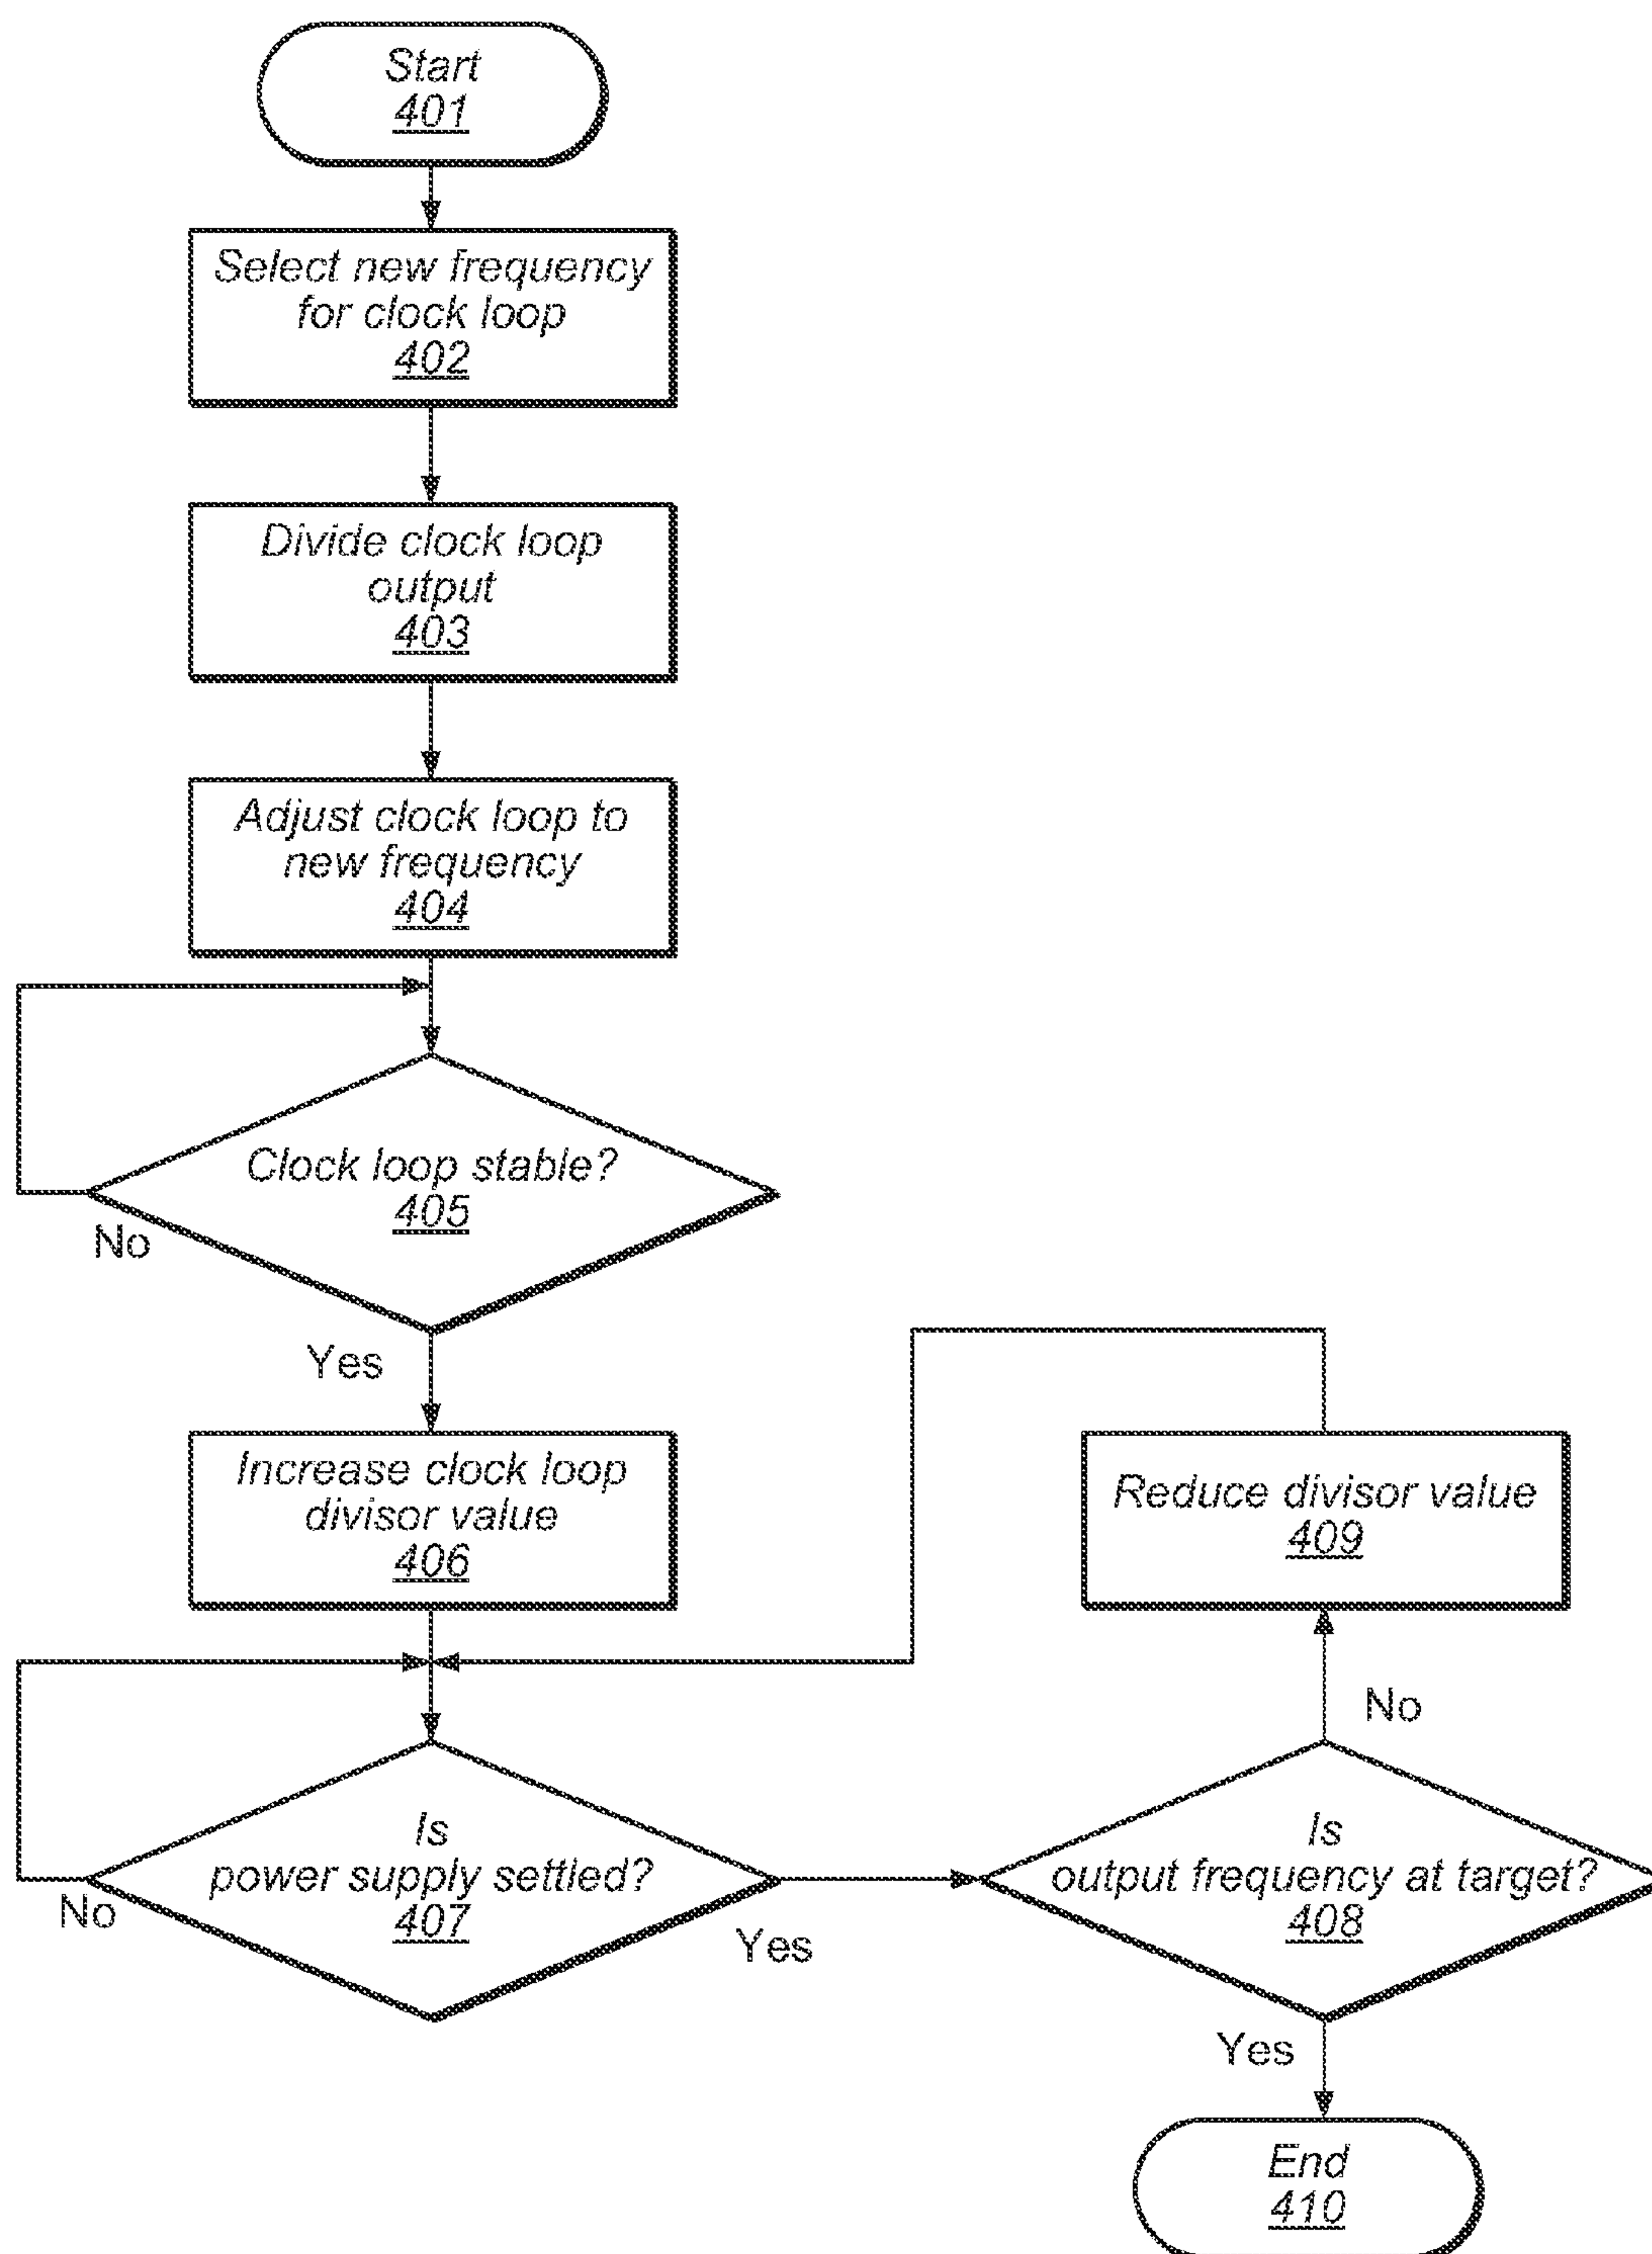 Start
401
Select new frequency
for clock loop
402
Divide clock loop
output
403
Adjust clock loop to
new frequency
404
Clock loop stable?
405
No
Yes
Increase clock loop
divisor value
406
Reduce divisor value
409
No
Is
power supply settled?
407
No
Yes
Is
output frequency at target?
408
Yes
End
410